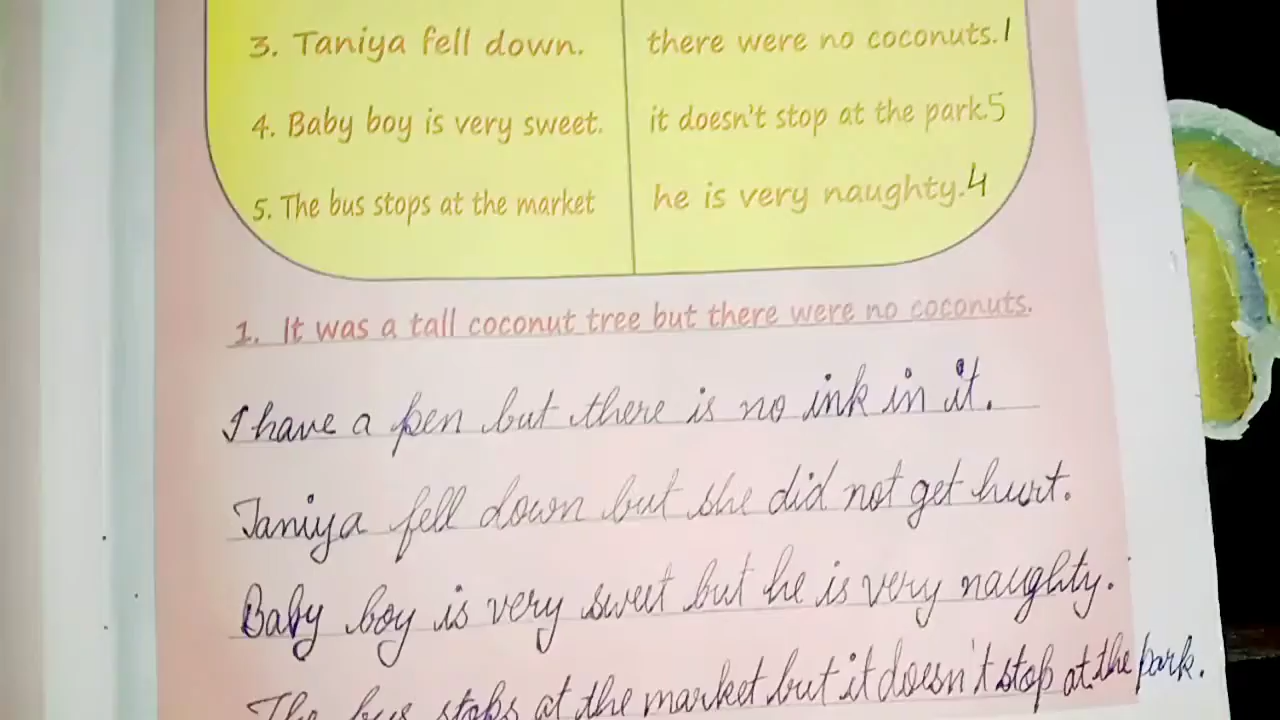 3. Taniya fell down. there were no coconuts. 1
4. Baby boy is very sweet. it doesn't stop at the park. 5
5. The bus stops at the market he is very naughty. 4
1. It was a tall coconut tree but there were no coconuts.
I have a pen but there is no ink in it.
Taniya fell down but she did not get hurt.
Baby boy is very sweet but he is very naughty.
The bus stops at the market but it doesn't stop at the park.